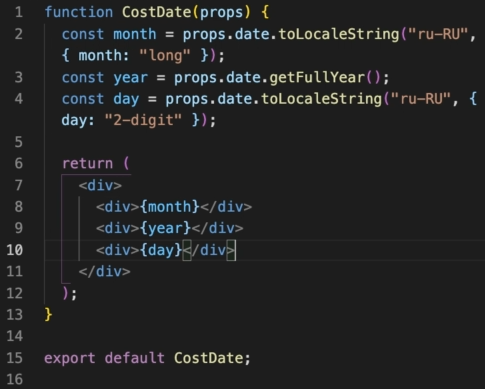 1 function CostDate(props) {
2 const month = props.date.toLocaleString("ru-RU",
{ month: "long" });
3 const year = props.date.getFullYear();
4 const day = props.date.toLocaleString("ru-RU", {
day: "2-digit" });
5
6 return (
7 <div>
8 <div>{month}</div>
9 <div>{year}</div>
10 <div>{day}</div>
11 </div>
12 );
13 }
14
15 export default CostDate;
16